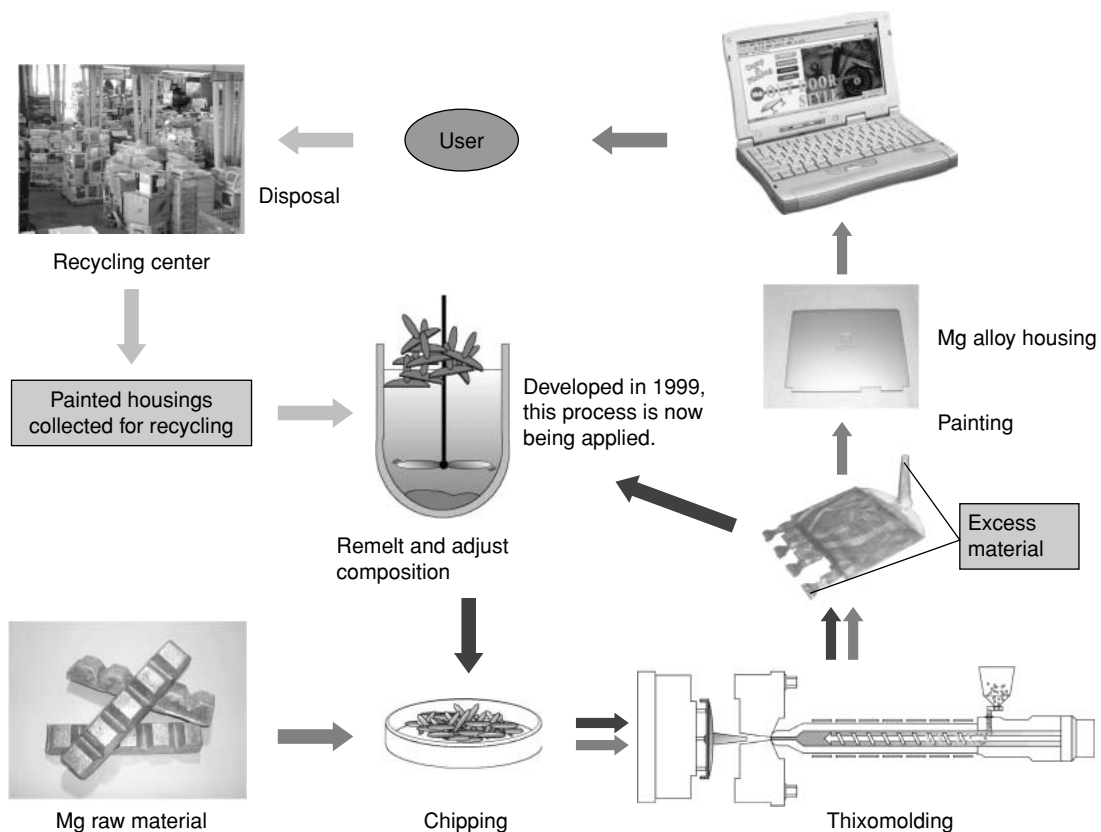 User
Disposal
Recycling center
OUTDOOR
Mg alloy housing
Painted housings
collected for recycling
Developed in 1999,
this process is now
being applied.
Painting
Excess
material
Remelt and adjust
composition
Mg raw material
Chipping
Thixomolding